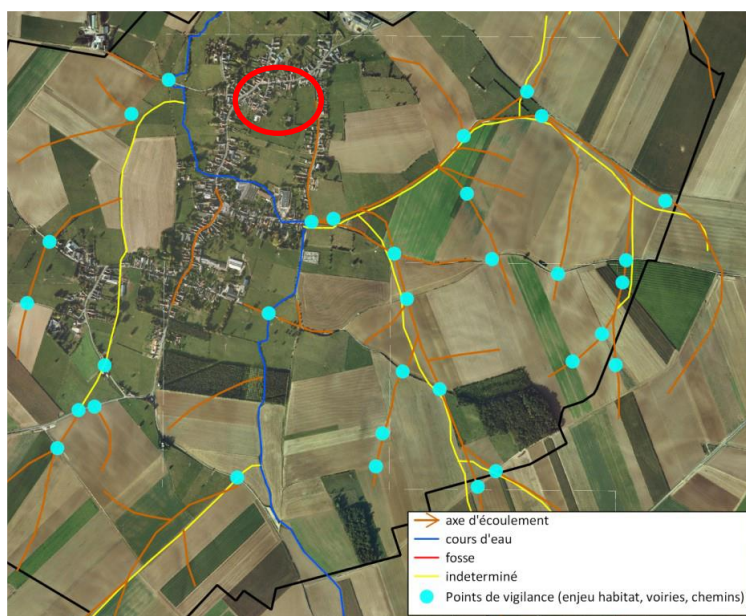 axe d'écoulement
cours d'eau
fosse
indeterminé
Points de vigilance (enjeu habitat, voiries, chemins)